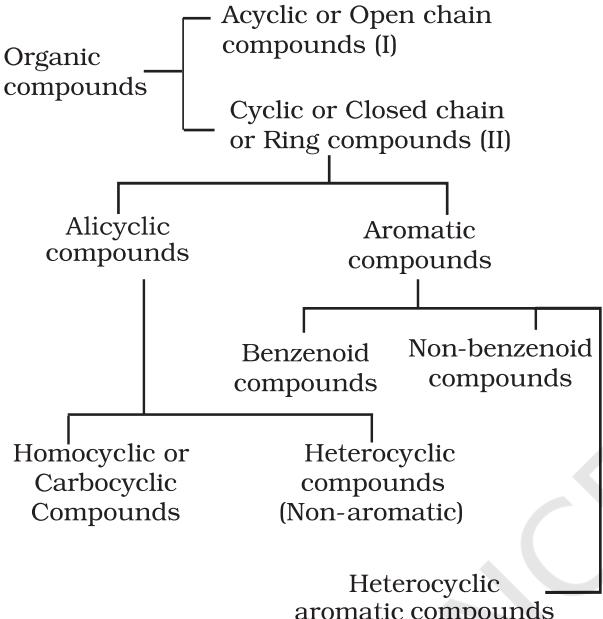 Acyclic or Open chain
compounds (I)
Organic
compounds
Cyclic or Closed chain
or Ring compounds (II)
Alicyclic
compounds
Aromatic
compounds
Benzenoid
compounds
Non-benzenoid
compounds
Homocyclic or
Carbocyclic
Compounds
Heterocyclic
compounds
(Non-aromatic)
Heterocyclic
aromatic compounds